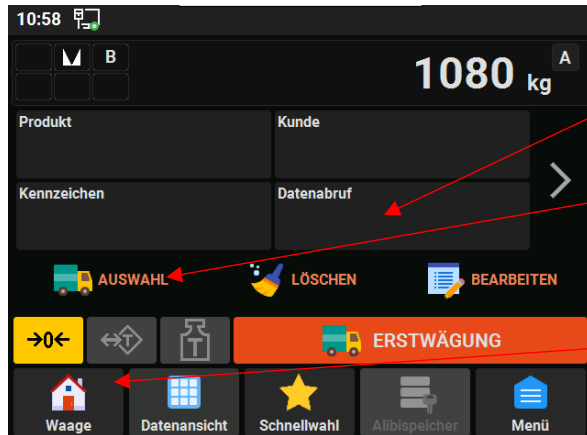 10:58
B
1080 kg A
Produkt
Kunde
Kennzeichen
Datenabruf
AUSWAHL
LÖSCHEN
BEARBEITEN
→0←
T
T
ERSTWÄGUNG
Waage
Datenansicht
Schnellwahl
Alibispeicher
Menü